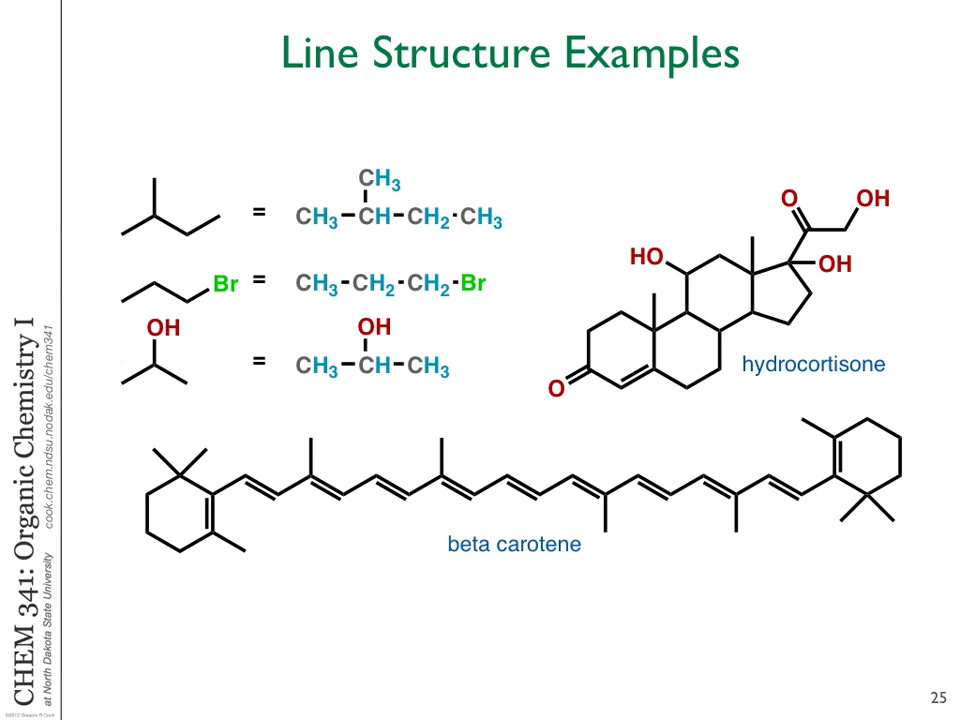 Line Structure Examples
CH3
= CH3-CH-CH2-CH3
Br = CH3-CH2-CH2-Br
OH OH
= CH3-CH-CH3
O OH
HO OH
O
hydrocortisone
beta carotene
CHEM 341: Organic Chemistry I
at North Dakota State University cook.chem.ndsu.nodak.edu/chem341
25